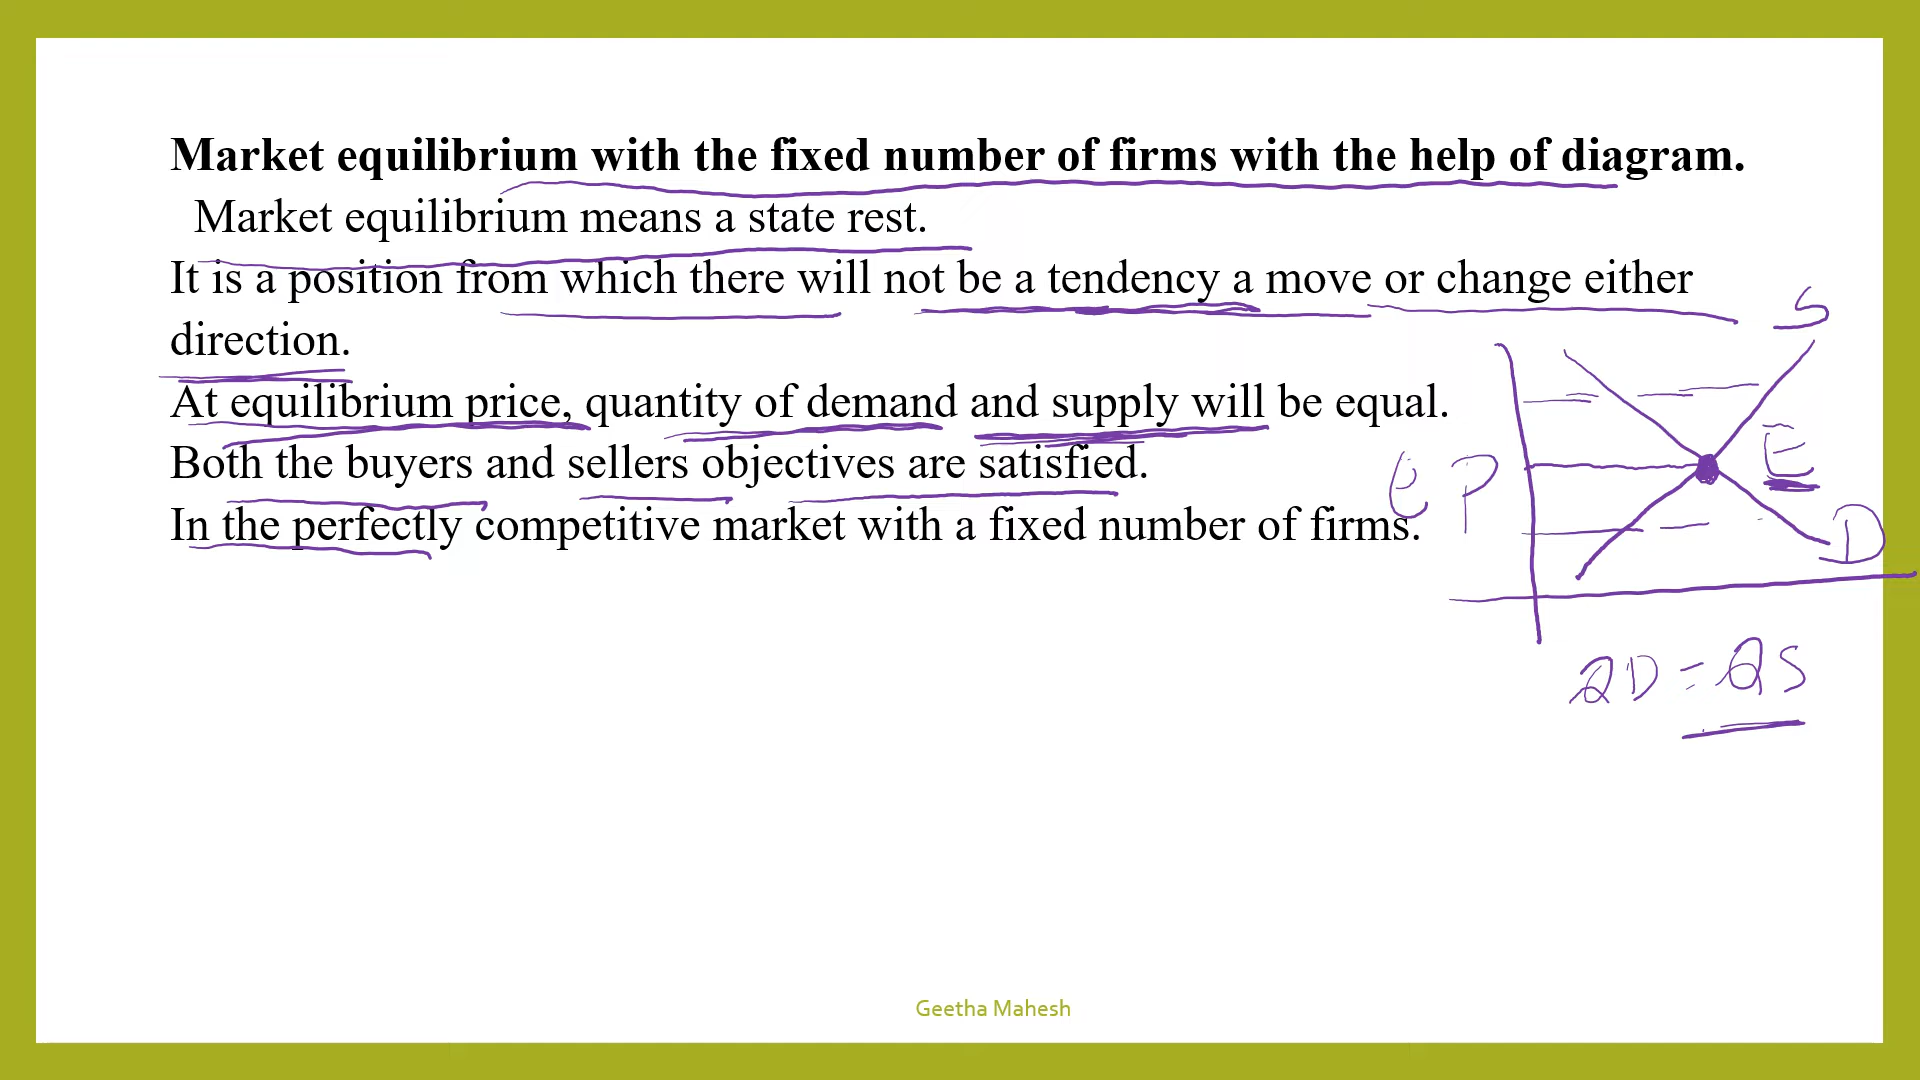 Market equilibrium with the fixed number of firms with the help of diagram.
Market equilibrium means a state rest.
It is a position from which there will not be a tendency a move or change either
direction.
At equilibrium price, quantity of demand and supply will be equal.
Both the buyers and sellers objectives are satisfied.
In the perfectly competitive market with a fixed number of firms.
S
E
P
D
QD = QS
Geetha Mahesh